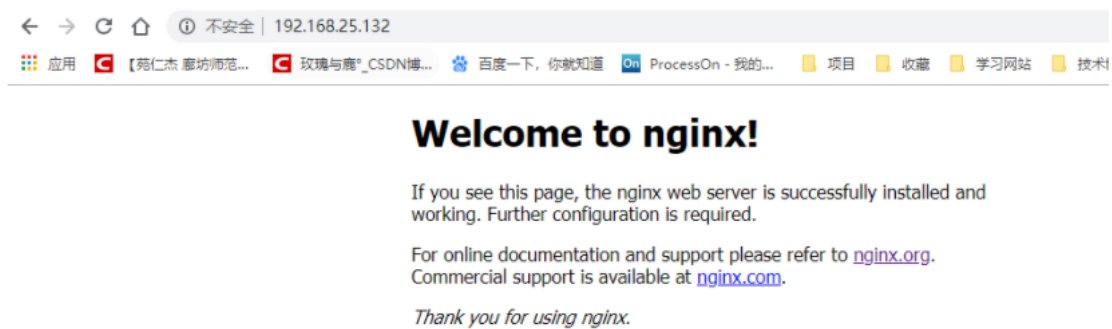 不安全 | 192.168.25.132
应用 【苑仁杰 廊坊师范... 玫瑰与鹿°_CSDN博... 百度一下，你就知道 On ProcessOn - 我的... 项目 收藏 学习网站 技术
Welcome to nginx!
If you see this page, the nginx web server is successfully installed and
working. Further configuration is required.
For online documentation and support please refer to nginx.org.
Commercial support is available at nginx.com.
Thank you for using nginx.